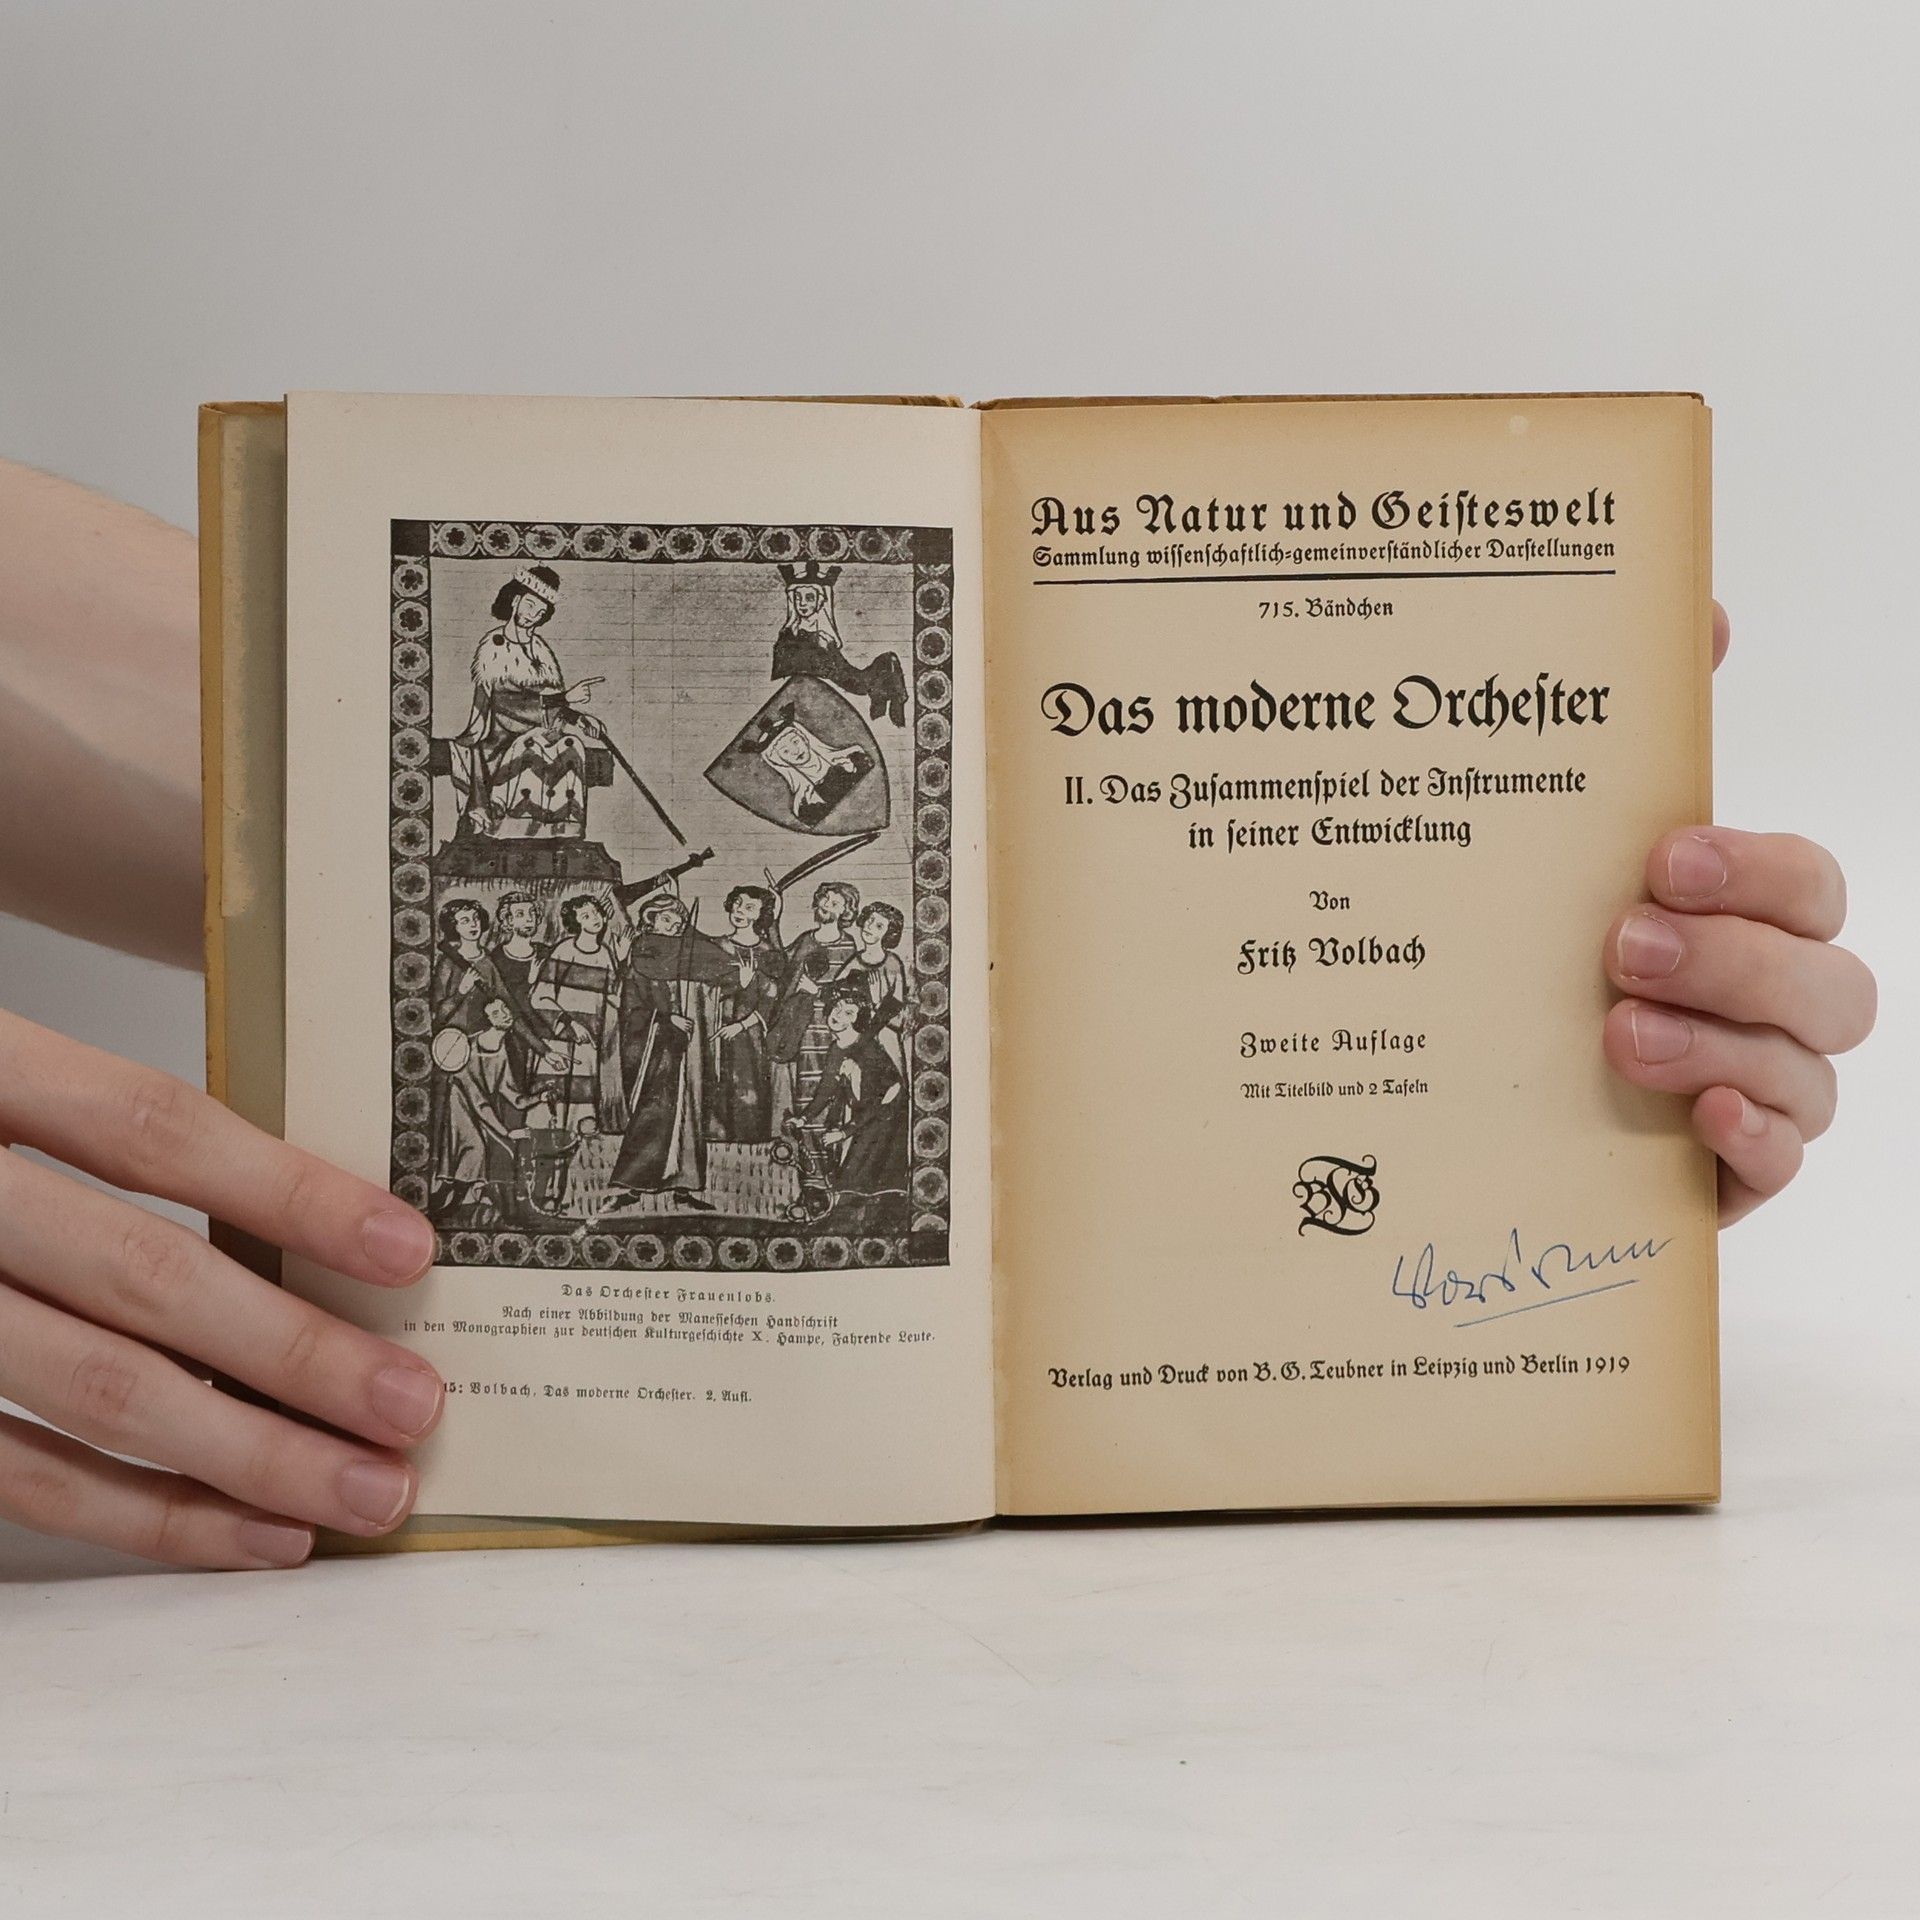 Das Orchester Frauenlobs.
Nach einer Abbildung der Manesseschen Handschrift
in den Monographien zur deutschen Kulturgeschichte X. Hampe, Fahrende Leute.
15: Volbach, Das moderne Orchester. 2. Aufl.
Aus Natur und Geisteswelt
Sammlung wissenschaftlich-gemeinverständlicher Darstellungen
715. Bändchen
Das moderne Orchester
II. Das Zusammenspiel der Instrumente
in seiner Entwicklung
Von
Fritz Volbach
Zweite Auflage
Mit Titelbild und 2 Tafeln
BGT
Verlag und Druck von B. G. Teubner in Leipzig und Berlin 1919